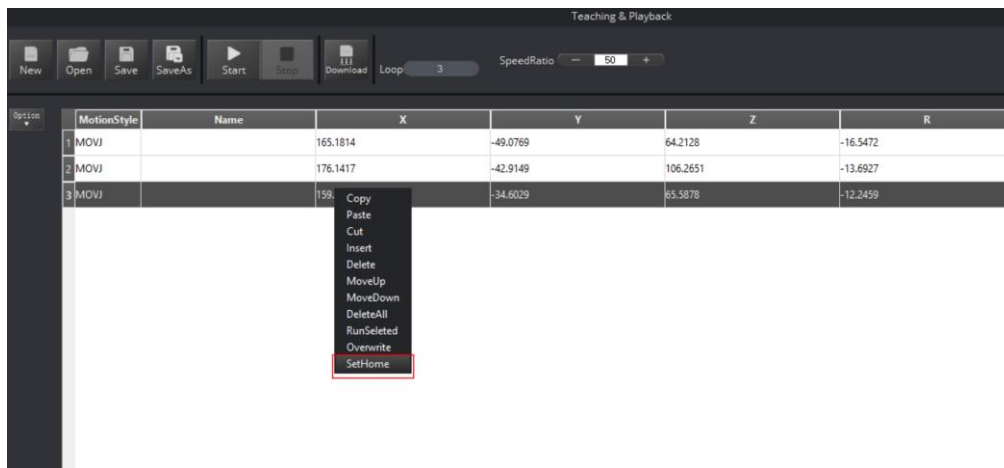 Teaching & Playback
New Open Save SaveAs Start Stop Download Loop 3 SpeedRatio − 50 +
Option MotionStyle Name X Y Z R
1 MOVJ 165.1814 -49.0769 64.2128 -16.5472
2 MOVJ 176.1417 -42.9149 106.2651 -13.6927
3 MOVJ 159. -34.6029 65.5878 -12.2459
Copy
Paste
Cut
Insert
Delete
MoveUp
MoveDown
DeleteAll
RunSeleted
Overwrite
SetHome